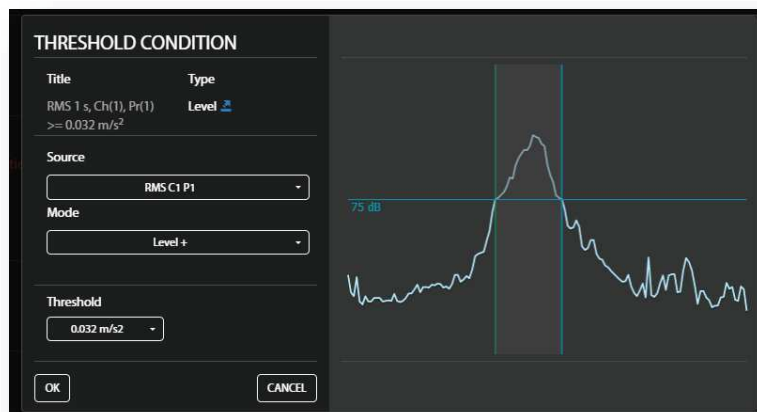 THRESHOLD CONDITION
Title Type
RMS 1 s, Ch(1), Pr(1) Level
>= 0.032 m/s²
Source
RMS C1 P1
Mode
Level +
Threshold
0.032 m/s2
OK CANCEL
75 dB